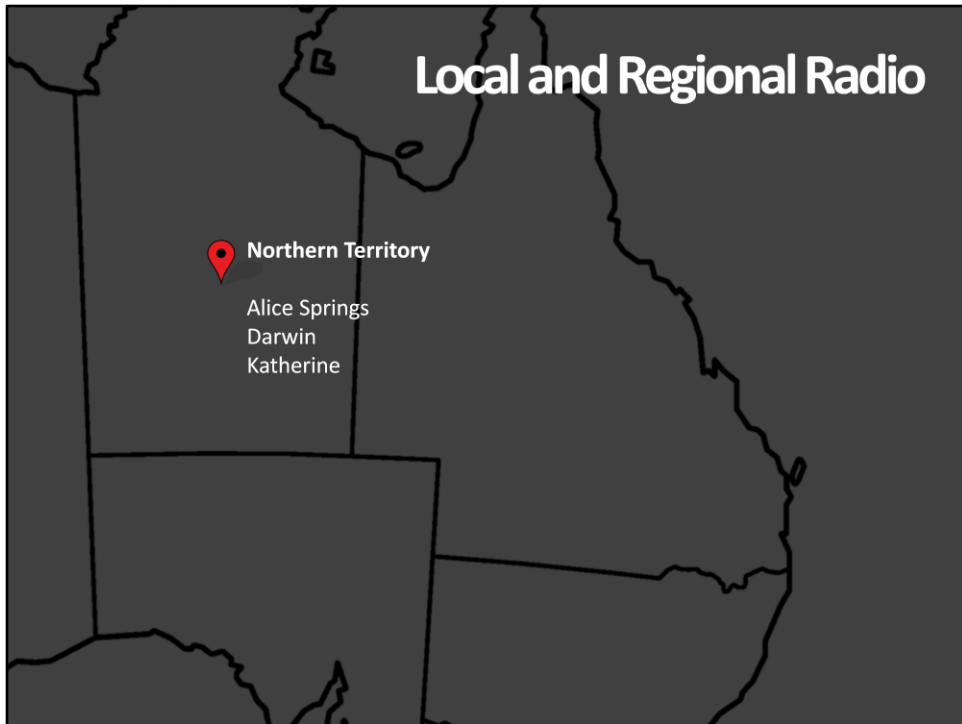 Local and Regional Radio
Northern Territory
Alice Springs
Darwin
Katherine